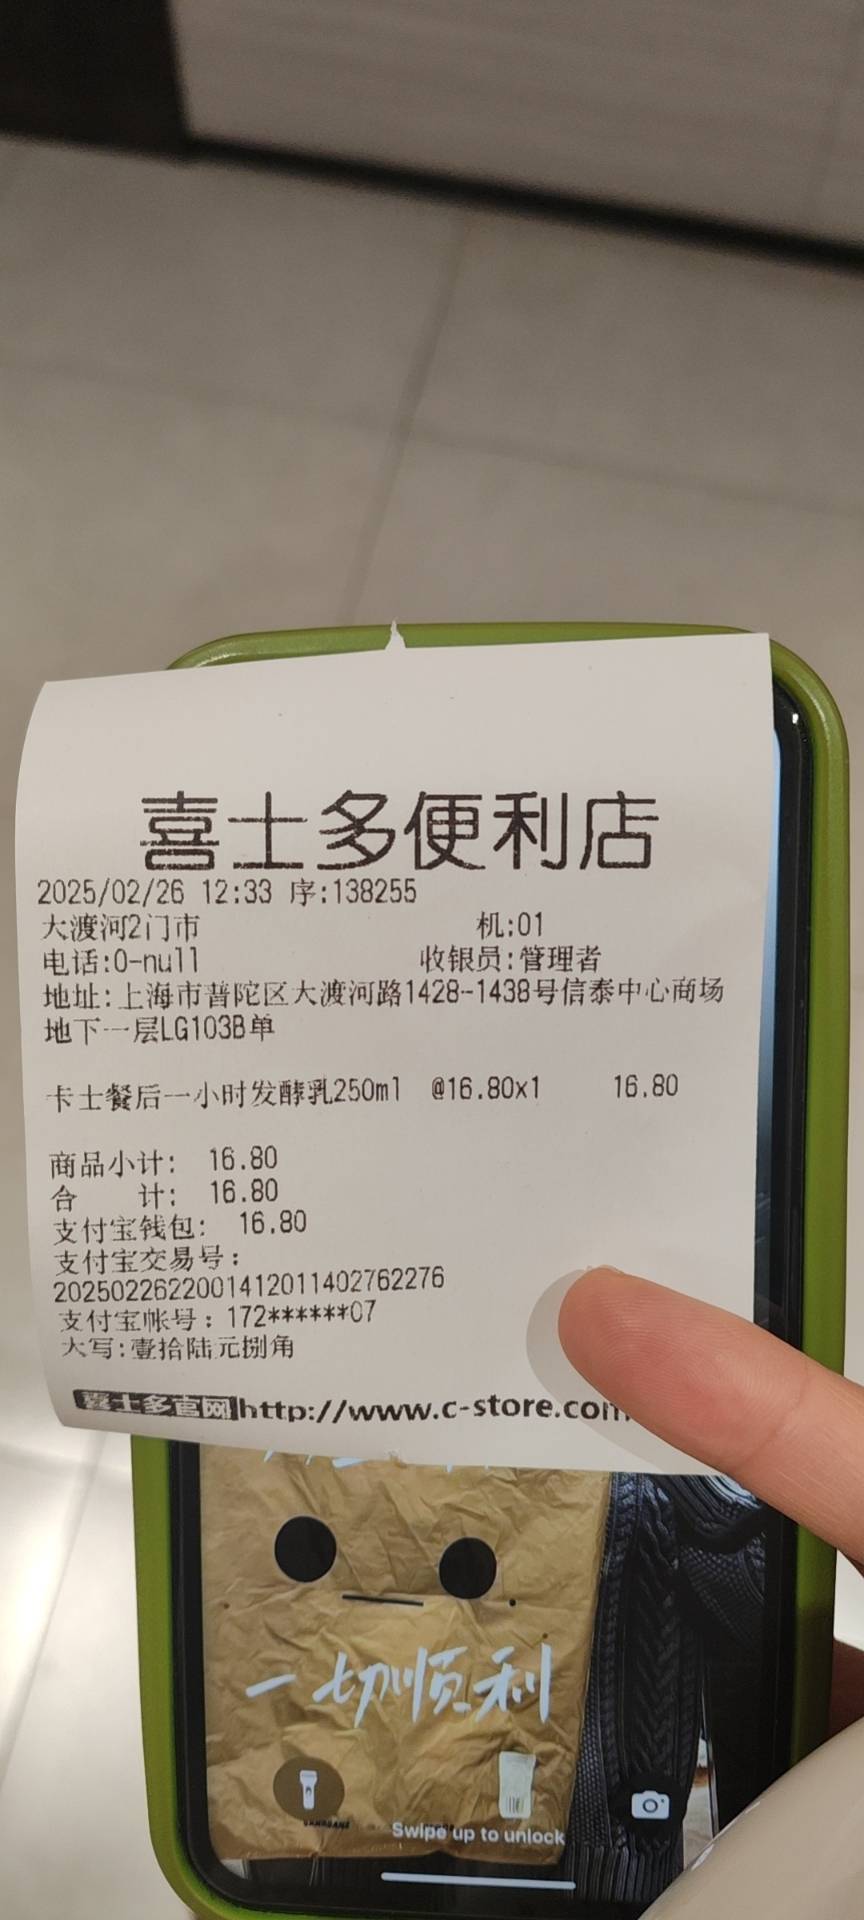 喜士多便利店
2025/02/26 12:33 序:138255
大渡河2门市 机:01
电话:0-null 收银员:管理者
地址:上海市普陀区大渡河路1428-1438号信泰中心商场
地下一层LG103B单
卡士餐后一小时发酵乳250ml @16.80x1 16.80
商品小计: 16.80
合 计: 16.80
支付宝钱包: 16.80
支付宝交易号:
2025022622001412011402762276
支付宝帐号:172******07
大写:壹拾陆元捌角
喜士多官网http://www.c-store.com
一切顺利
Swipe up to unlock